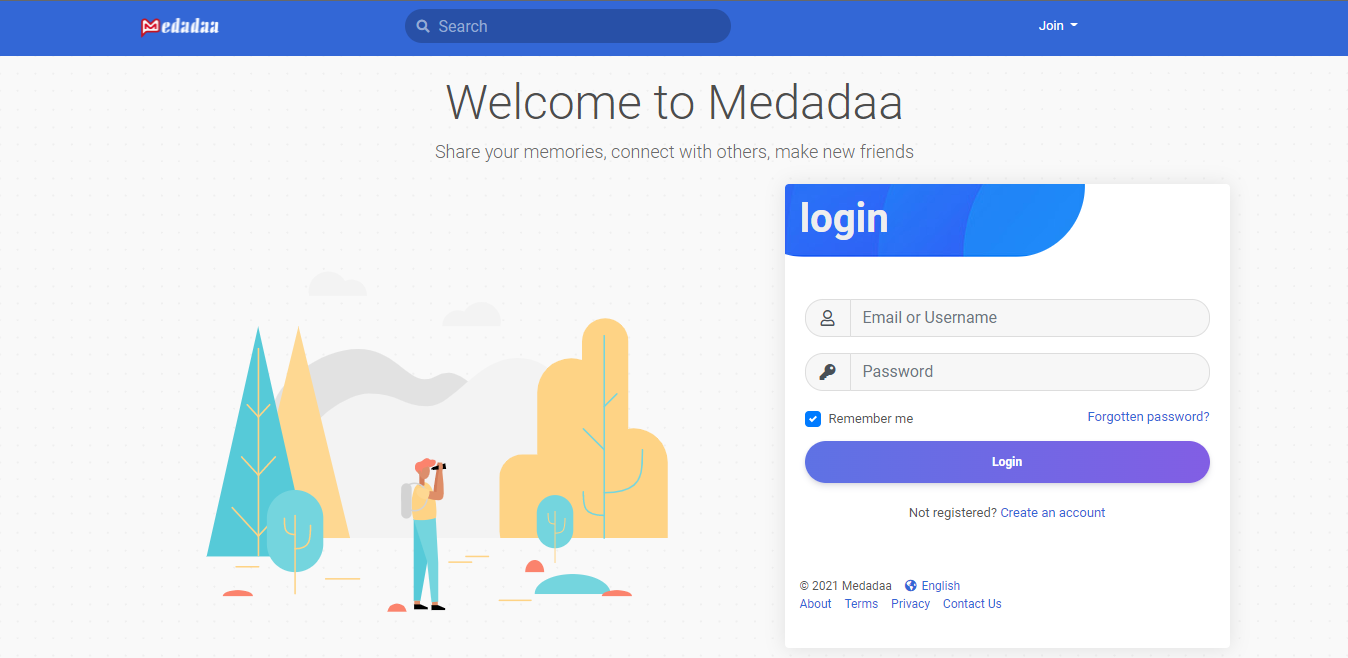 Medadaa
Search
Join
Welcome to Medadaa
Share your memories, connect with others, make new friends
login
Email or Username
Password
Remember me
Forgotten password?
Login
Not registered? Create an account
© 2021 Medadaa English
About Terms Privacy Contact Us